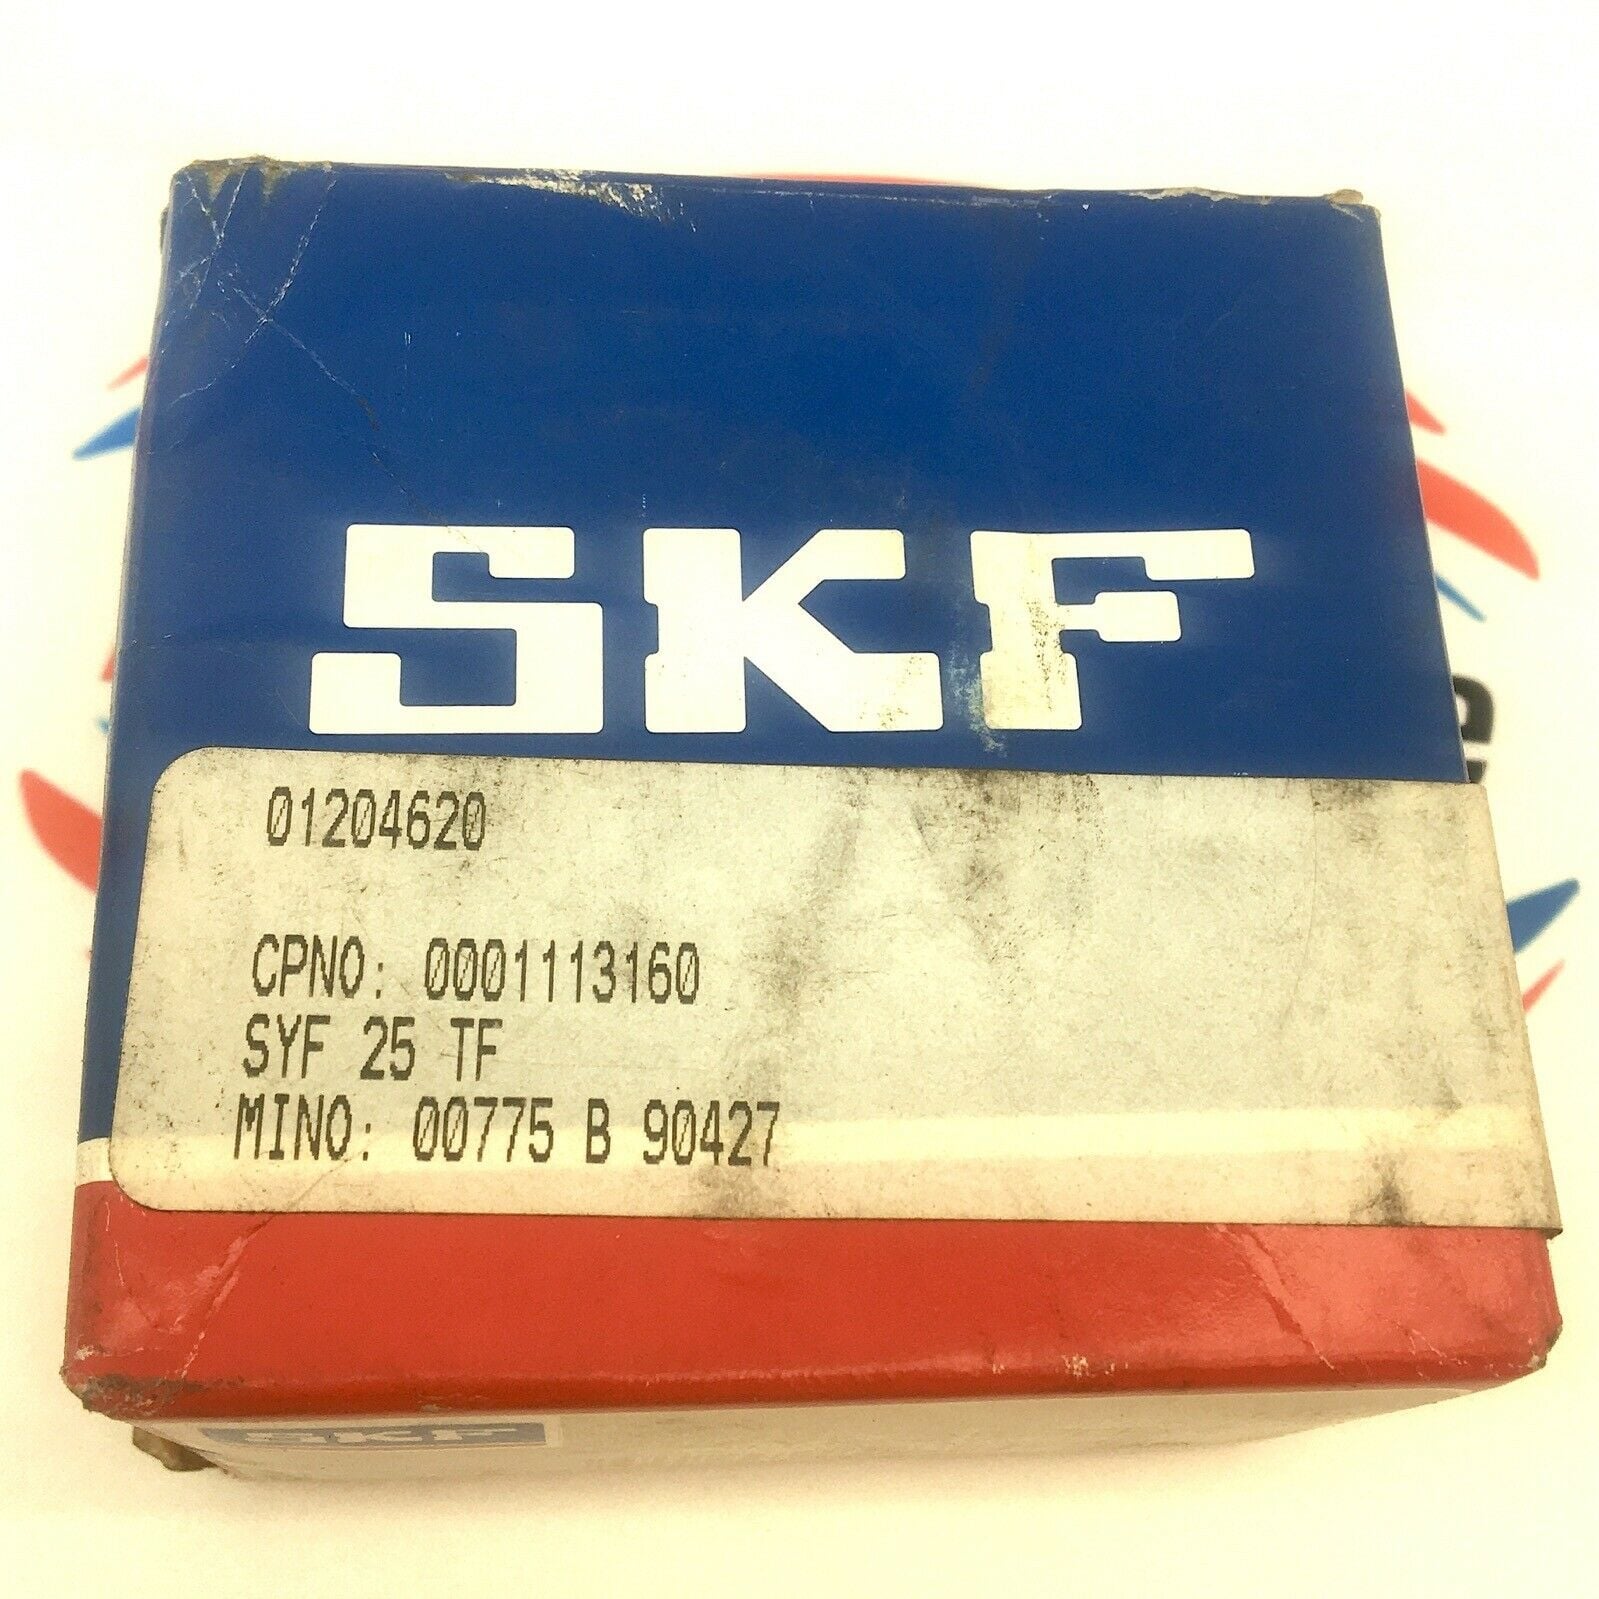 SKF
01204620
CPNO: 0001113160
SYF 25 TF
MINO: 00775 B 90427
SKF